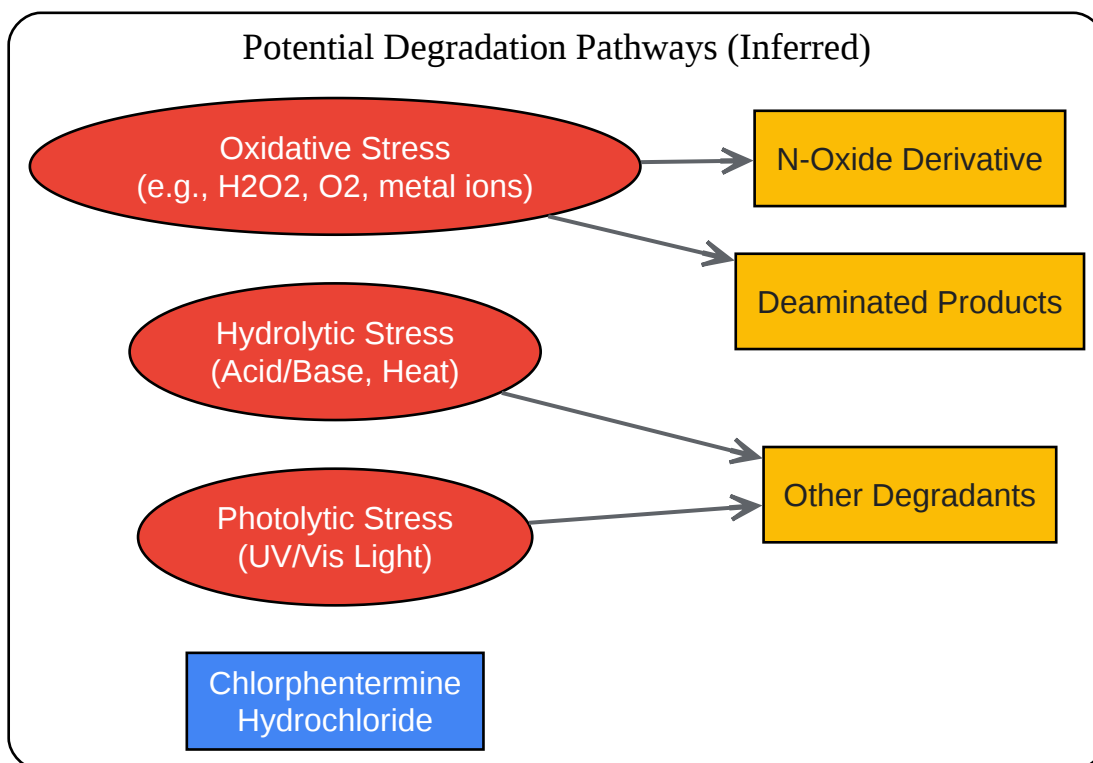 Potential Degradation Pathways (Inferred)
Oxidative Stress
(e.g., H2O2, O2, metal ions)
N-Oxide Derivative
Deaminated Products
Hydrolytic Stress
(Acid/Base, Heat)
Other Degradants
Photolytic Stress
(UV/Vis Light)
Chlorphentermine
Hydrochloride